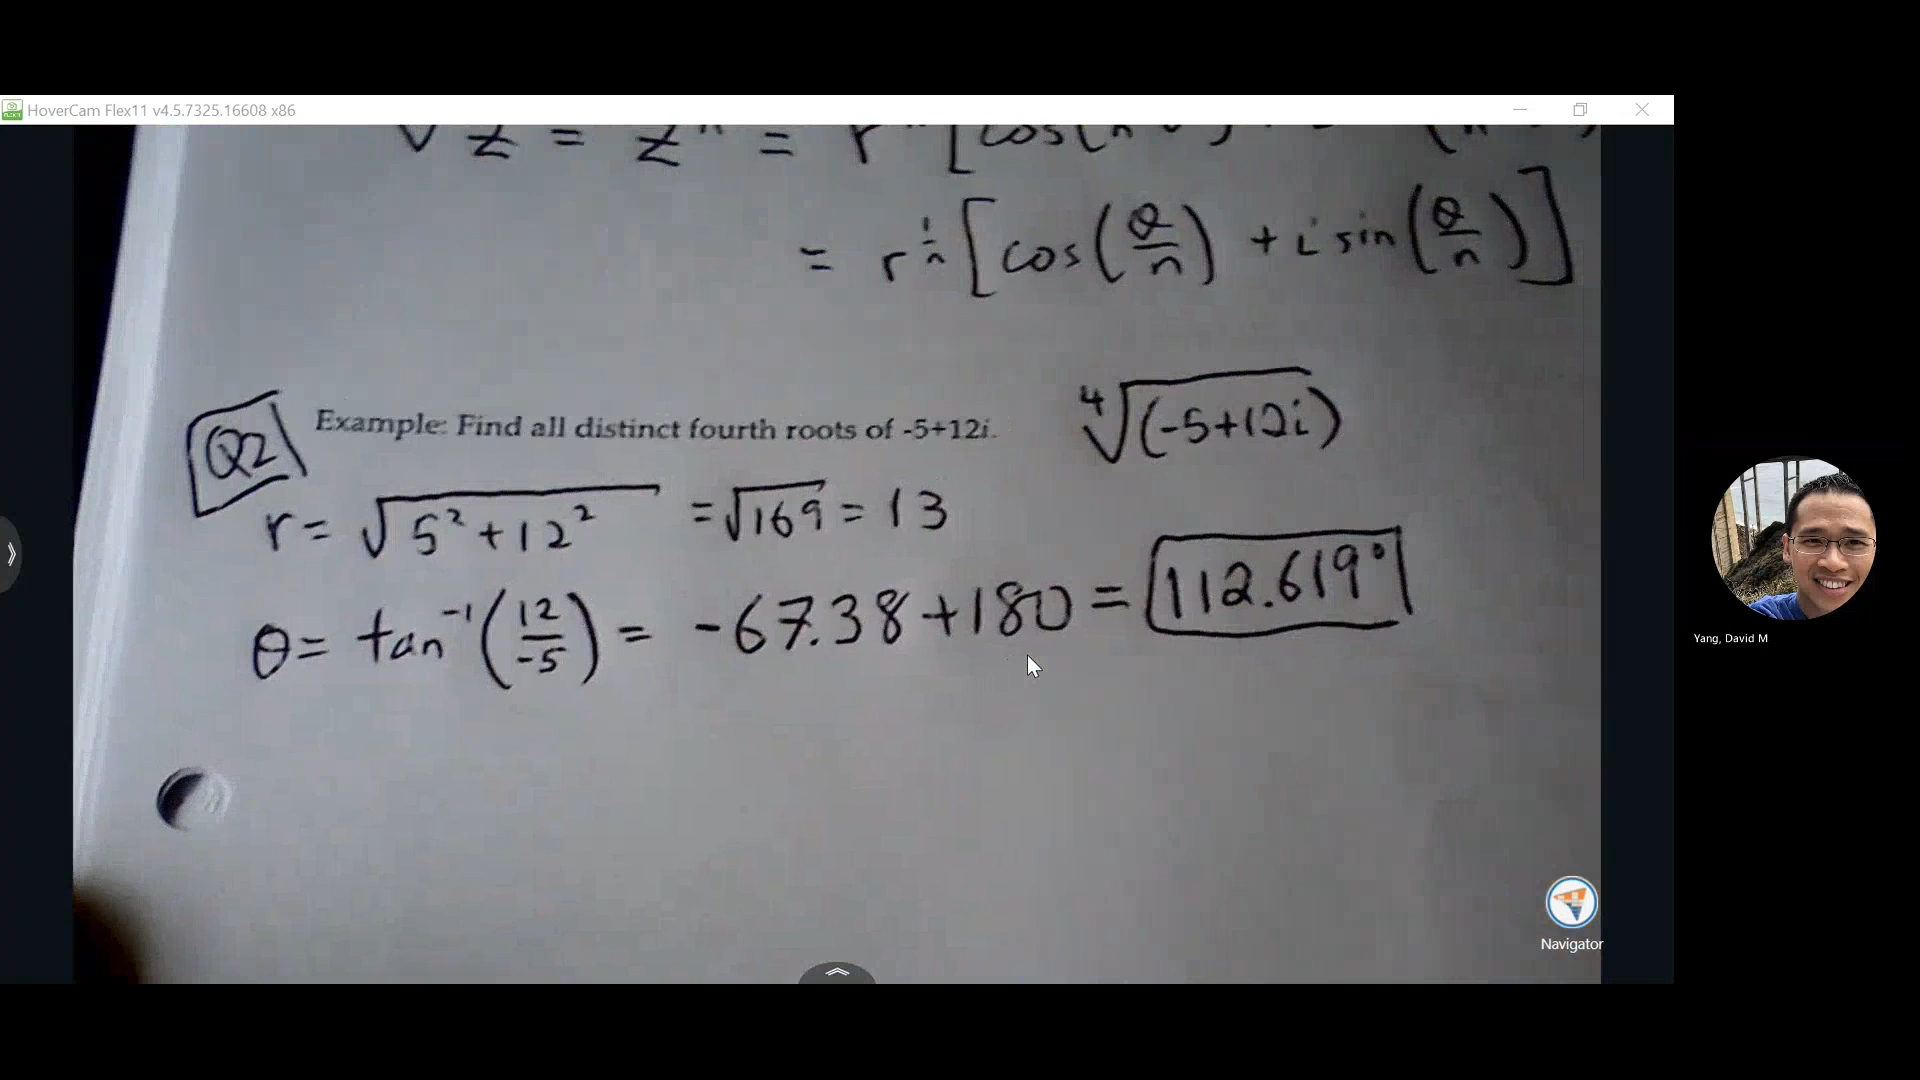 HoverCam Flex11 v4.5.7325.16608 x86
√z = z^n = r [cos(
= r^(1/n) [cos(θ/n) + i sin(θ/n)]
Q2 Example: Find all distinct fourth roots of -5+12i. ⁴√(-5+12i)
r = √(5² + 12²) = √169 = 13
θ = tan⁻¹(12/-5) = -67.38 + 180 = 112.619°
Yang, David M
Navigator